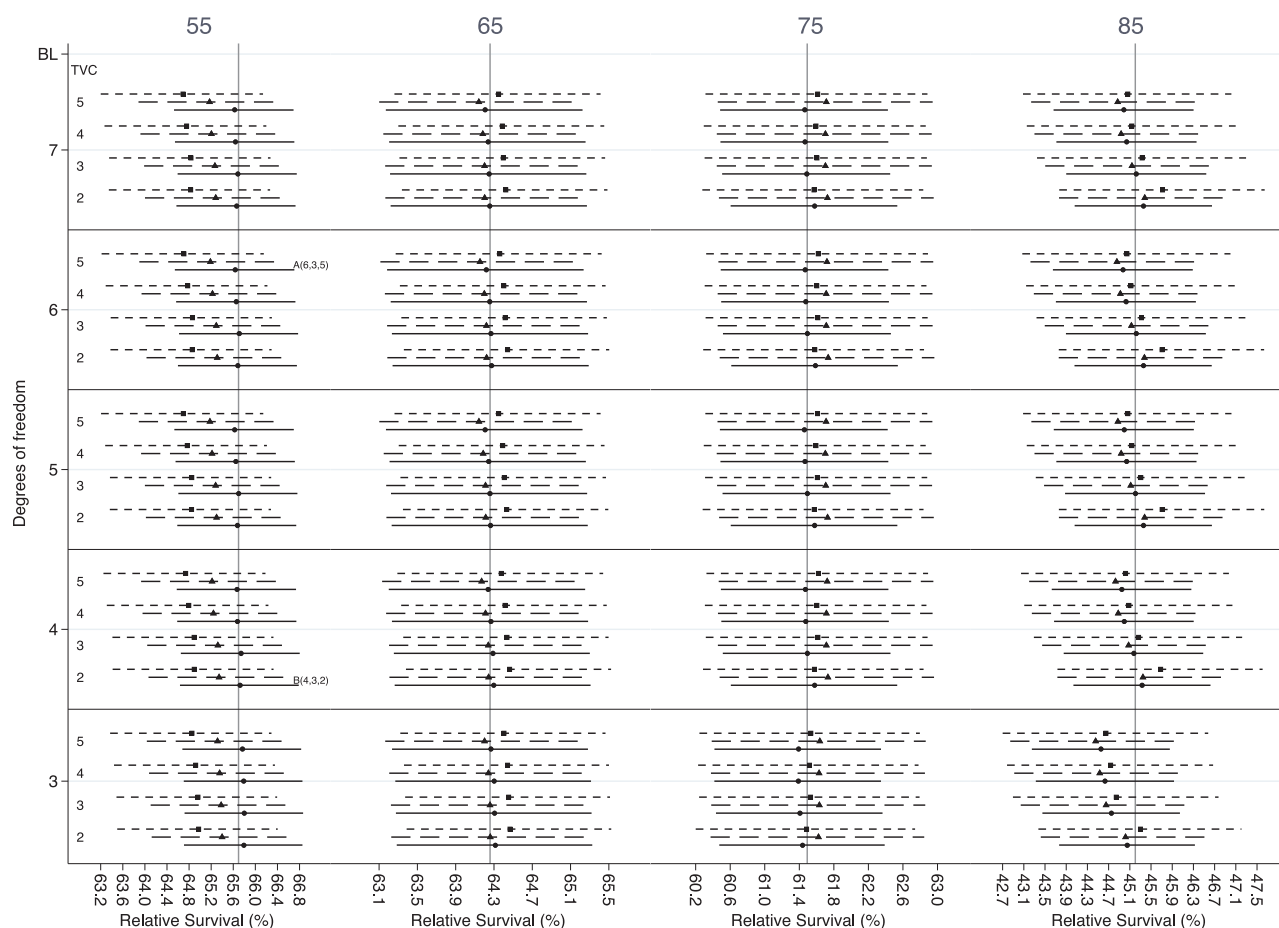 55 65 75 85
BL
TVC
5
4
7
3
2
5
A(6,3,5)
4
6
3
2
5
4
5
3
2
5
4
4
3
2
B(4,3,2)
5
4
3
3
2
Degrees of freedom
63.2 63.6 64.0 64.4 64.8 65.2 65.6 66.0 66.4 66.8
63.1 63.5 63.9 64.3 64.7 65.1 65.5
60.2 60.6 61.0 61.4 61.8 62.2 62.6 63.0
42.7 43.1 43.5 43.9 44.3 44.7 45.1 45.5 45.9 46.3 46.7 47.1 47.5
Relative Survival (%) Relative Survival (%) Relative Survival (%) Relative Survival (%)